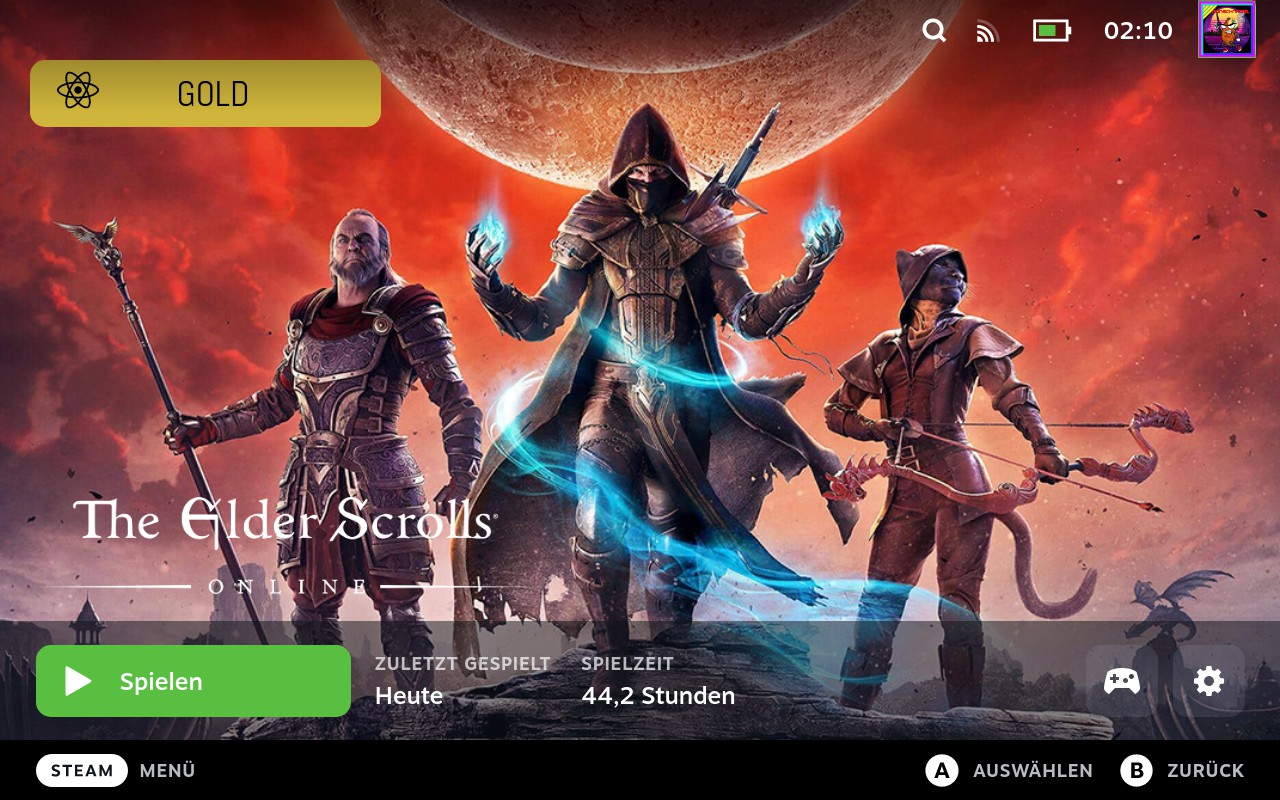 02:10
GOLD
The Elder Scrolls®
ONLINE
Spielen
ZULETZT GESPIELT
Heute
SPIELZEIT
44,2 Stunden
STEAM MENÜ
A AUSWÄHLEN B ZURÜCK